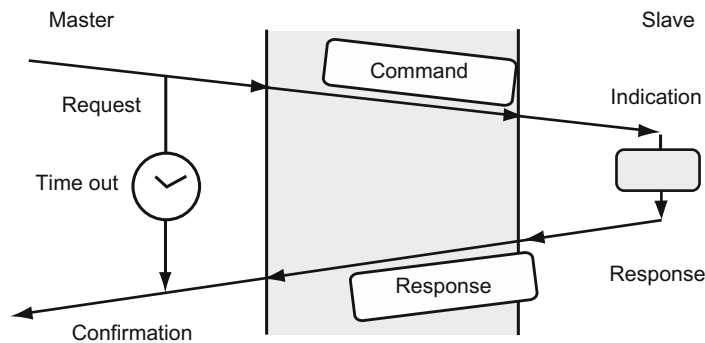 Master
Slave
Command
Request
Indication
Time out
Response
Response
Confirmation